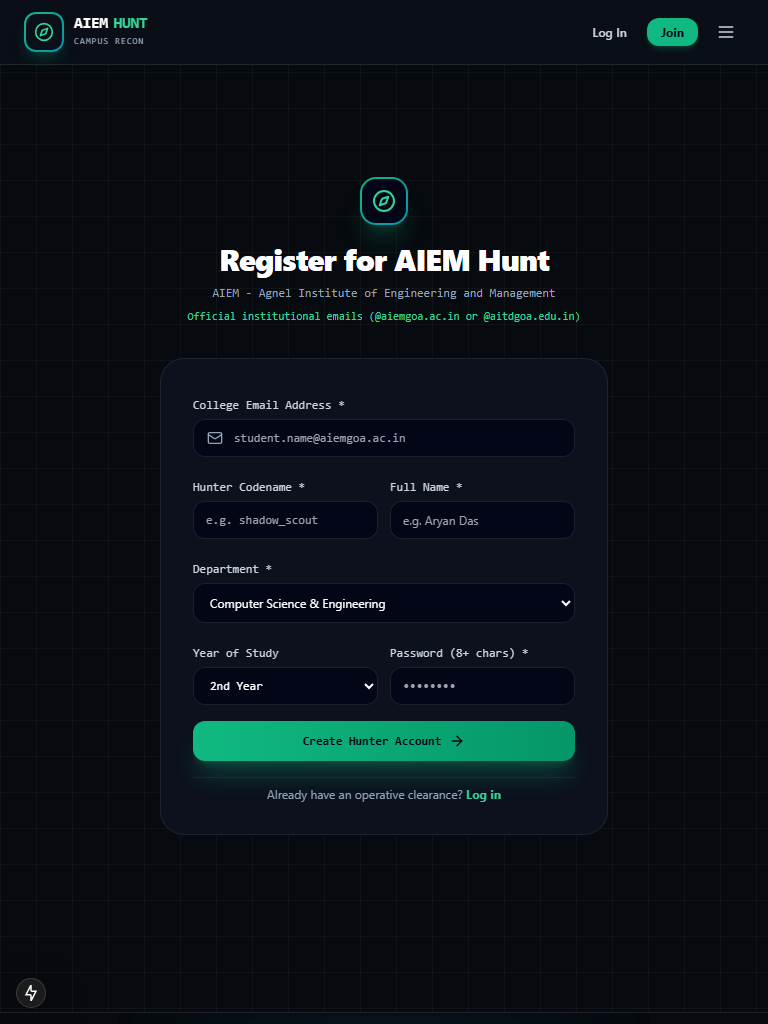 AIEM HUNT
CAMPUS RECON
Log In
Join
Register for AIEM Hunt
AIEM - Agnel Institute of Engineering and Management
Official institutional emails (@aiemgoa.ac.in or @aitdgoa.edu.in)
College Email Address *
student.name@aiemgoa.ac.in
Hunter Codename *
Full Name *
e.g. shadow_scout
e.g. Aryan Das
Department *
Computer Science & Engineering
Year of Study
Password (8+ chars) *
2nd Year
••••••••
Create Hunter Account →
Already have an operative clearance? Log in